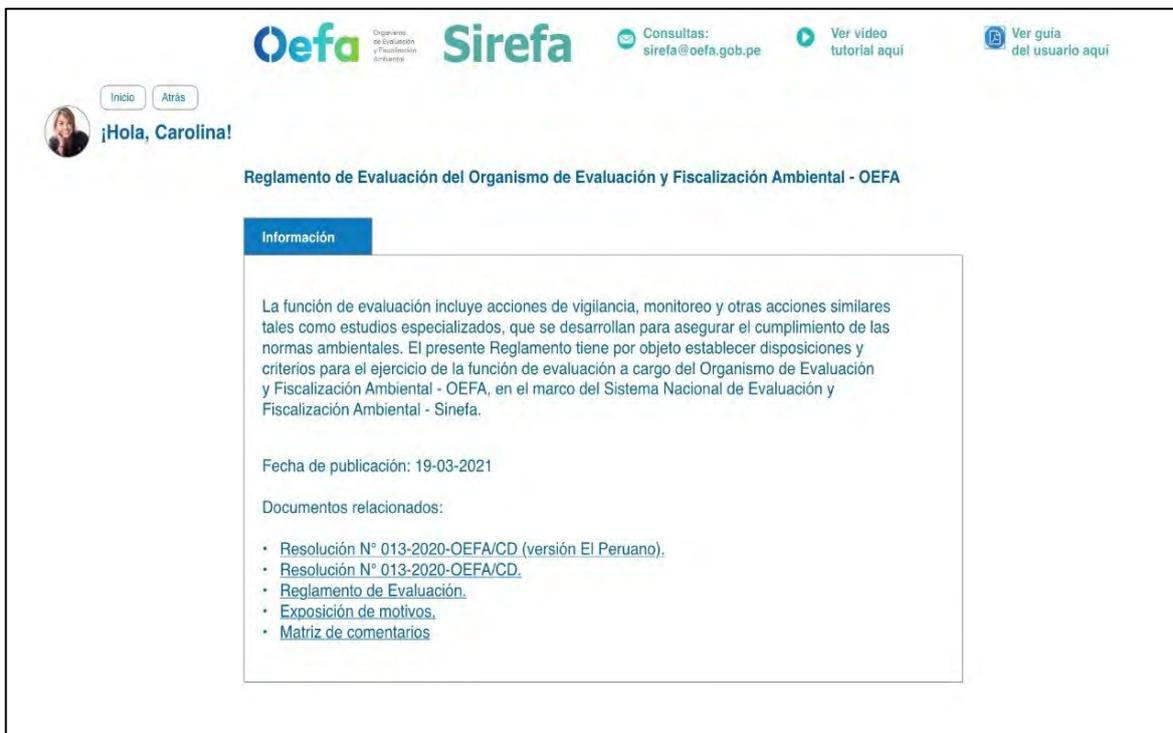 Oefa
Organismo
de Evaluación
y Fiscalización
Ambiental
Sirefa
Consultas:
sirefa@oefa.gob.pe
Ver video
tutorial aquí
Ver guía
del usuario aquí
Inicio
Atrás
¡Hola, Carolina!
Reglamento de Evaluación del Organismo de Evaluación y Fiscalización Ambiental - OEFA
Información
La función de evaluación incluye acciones de vigilancia, monitoreo y otras acciones similares
tales como estudios especializados, que se desarrollan para asegurar el cumplimiento de las
normas ambientales. El presente Reglamento tiene por objeto establecer disposiciones y
criterios para el ejercicio de la función de evaluación a cargo del Organismo de Evaluación
y Fiscalización Ambiental - OEFA, en el marco del Sistema Nacional de Evaluación y
Fiscalización Ambiental - Sinefa.
Fecha de publicación: 19-03-2021
Documentos relacionados:
• Resolución N° 013-2020-OEFA/CD (versión El Peruano).
• Resolución N° 013-2020-OEFA/CD.
• Reglamento de Evaluación.
• Exposición de motivos.
• Matriz de comentarios